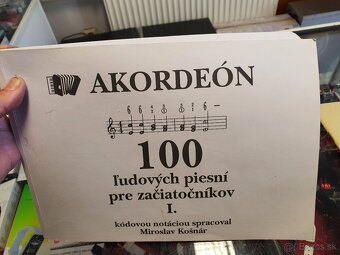 AKORDEÓN
100
ľudových piesní
pre začiatočníkov
I.
kódovou notáciou spracoval
Miroslav Košnár